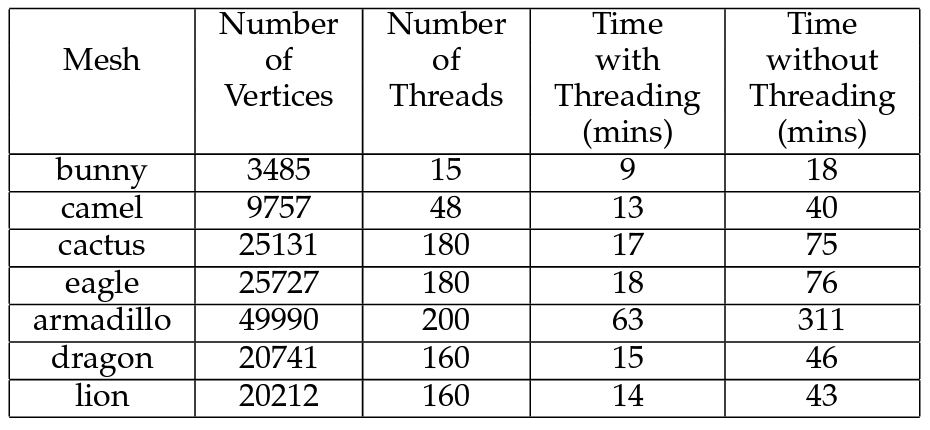 Mesh Number of Vertices Number of Threads Time with Threading (mins) Time without Threading (mins)
bunny 3485 15 9 18
camel 9757 48 13 40
cactus 25131 180 17 75
eagle 25727 180 18 76
armadillo 49990 200 63 311
dragon 20741 160 15 46
lion 20212 160 14 43